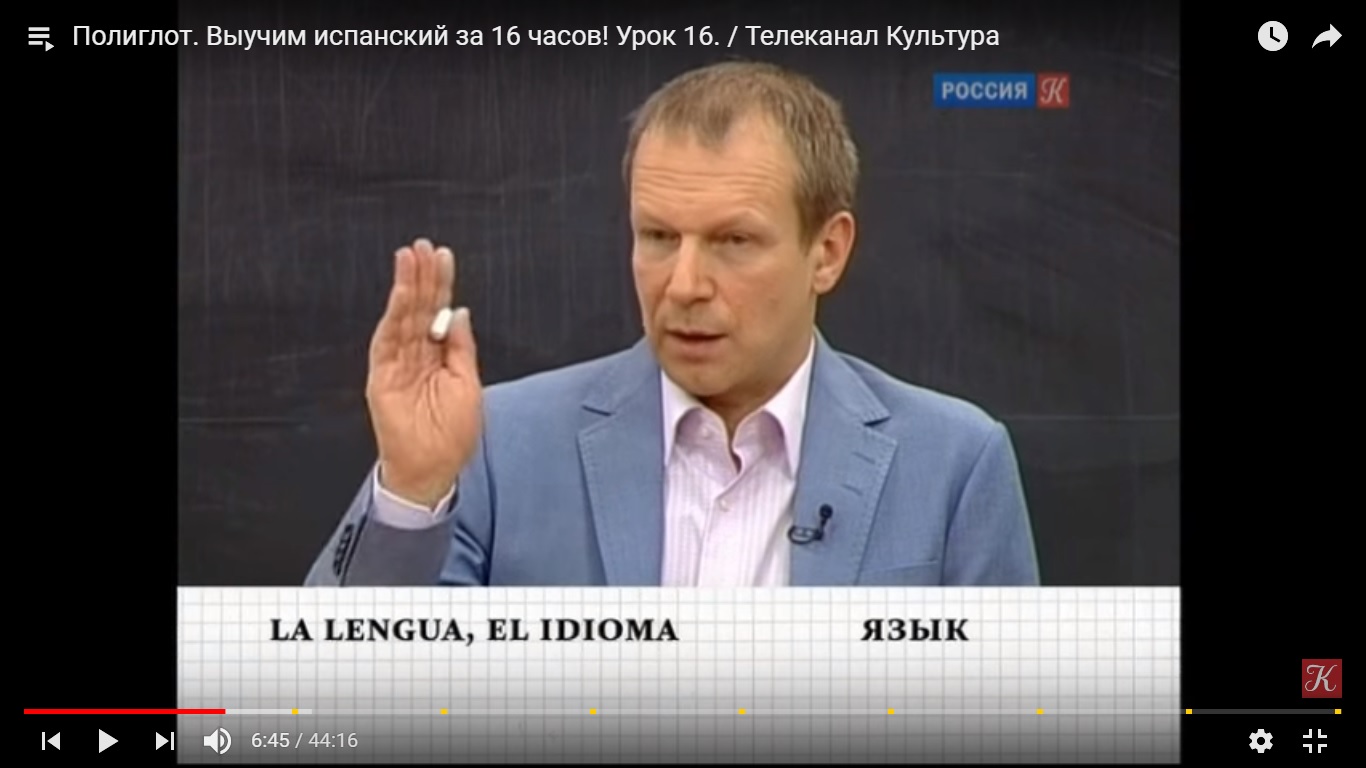 Полиглот. Выучим испанский за 16 часов! Урок 16. / Телеканал Культура
РОССИЯ К
LA LENGUA, EL IDIOMA ЯЗЫК
К
6:45 / 44:16